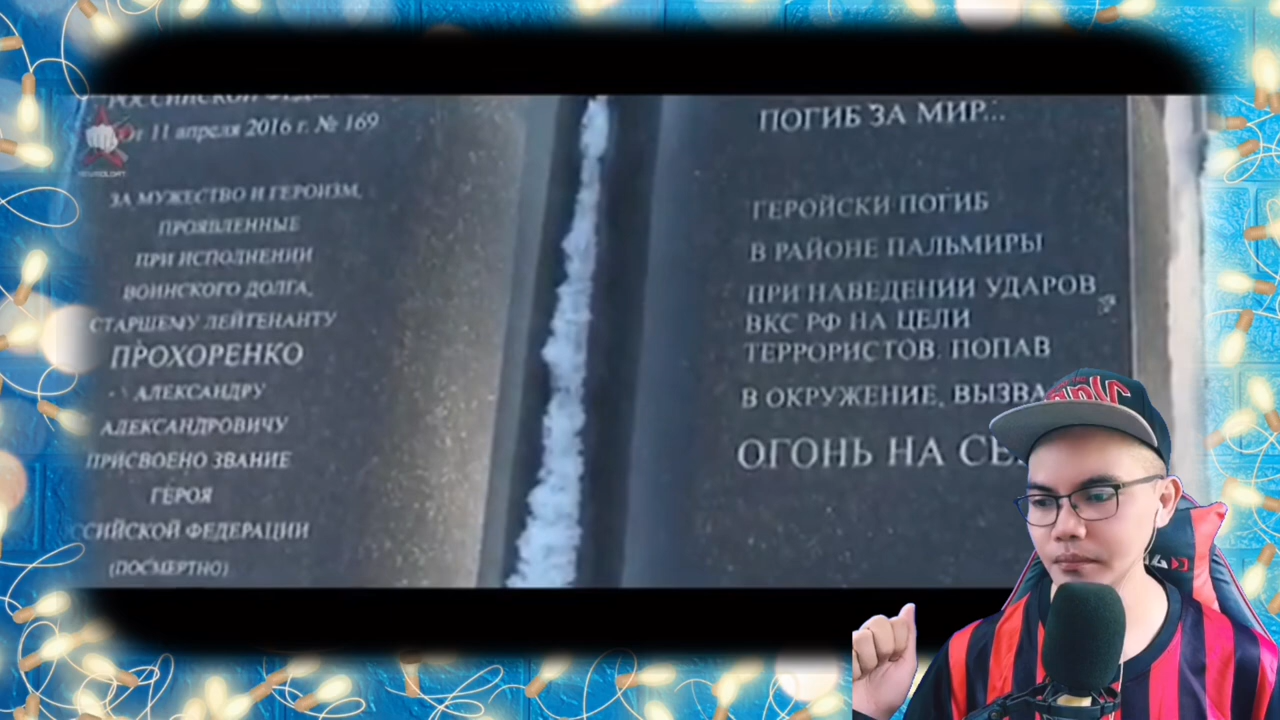 От 11 апреля 2016 г. № 169
ЗА МУЖЕСТВО И ГЕРОИЗМ,
ПРОЯВЛЕННЫЕ
ПРИ ИСПОЛНЕНИИ
ВОИНСКОГО ДОЛГА,
СТАРШЕМУ ЛЕЙТЕНАНТУ
ПРОХОРЕНКО
АЛЕКСАНДРУ
АЛЕКСАНДРОВИЧУ
ПРИСВОЕНО ЗВАНИЕ
ГЕРОЯ
ССИЙСКОЙ ФЕДЕРАЦИИ
(ПОСМЕРТНО)
ПОГИБ ЗА МИР...
ГЕРОЙСКИ ПОГИБ
В РАЙОНЕ ПАЛЬМИРЫ
ПРИ НАВЕДЕНИИ УДАРОВ
ВКС РФ НА ЦЕЛИ
ТЕРРОРИСТОВ. ПОПАВ
В ОКРУЖЕНИЕ, ВЫЗВА
ОГОНЬ НА СЕ